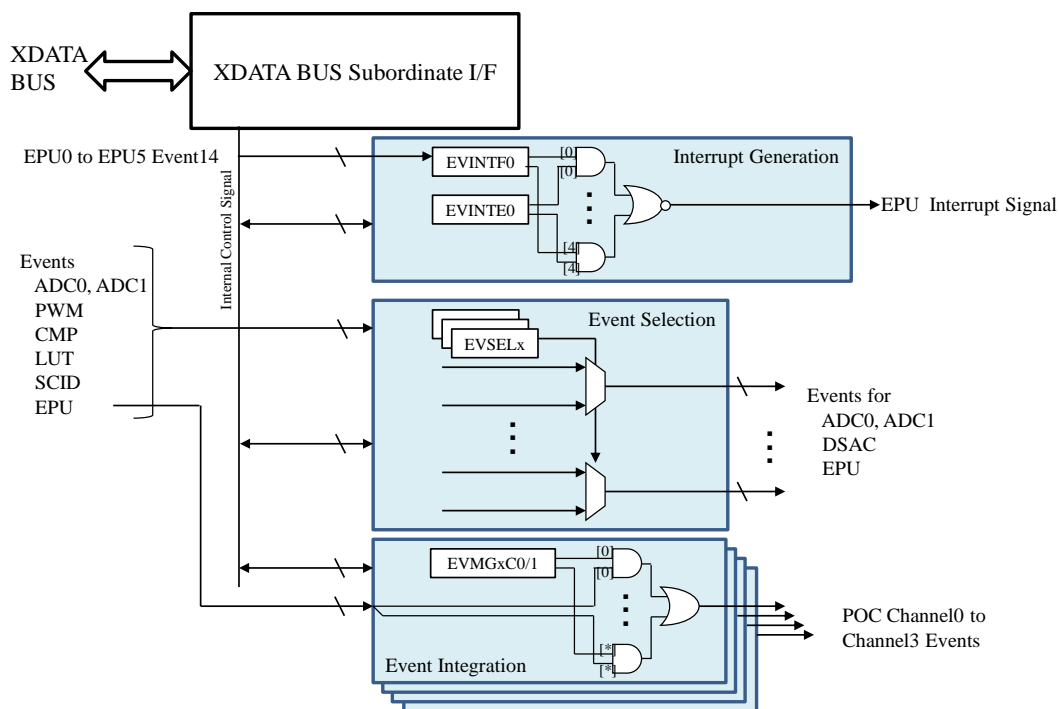 XDATA
BUS
XDATA BUS Subordinate I/F
EPU0 to EPU5 Event14
Internal Control Signal
EVINTF0
EVINTE0
[0]
[0]
[4]
[4]
Interrupt Generation
EPU Interrupt Signal
Events
ADC0, ADC1
PWM
CMP
LUT
SCID
EPU
EVSELx
Event Selection
Events for
ADC0, ADC1
DSAC
EPU
EVMGxC0/1
[0]
[0]
[*]
[*]
Event Integration
POC Channel0 to
Channel3 Events